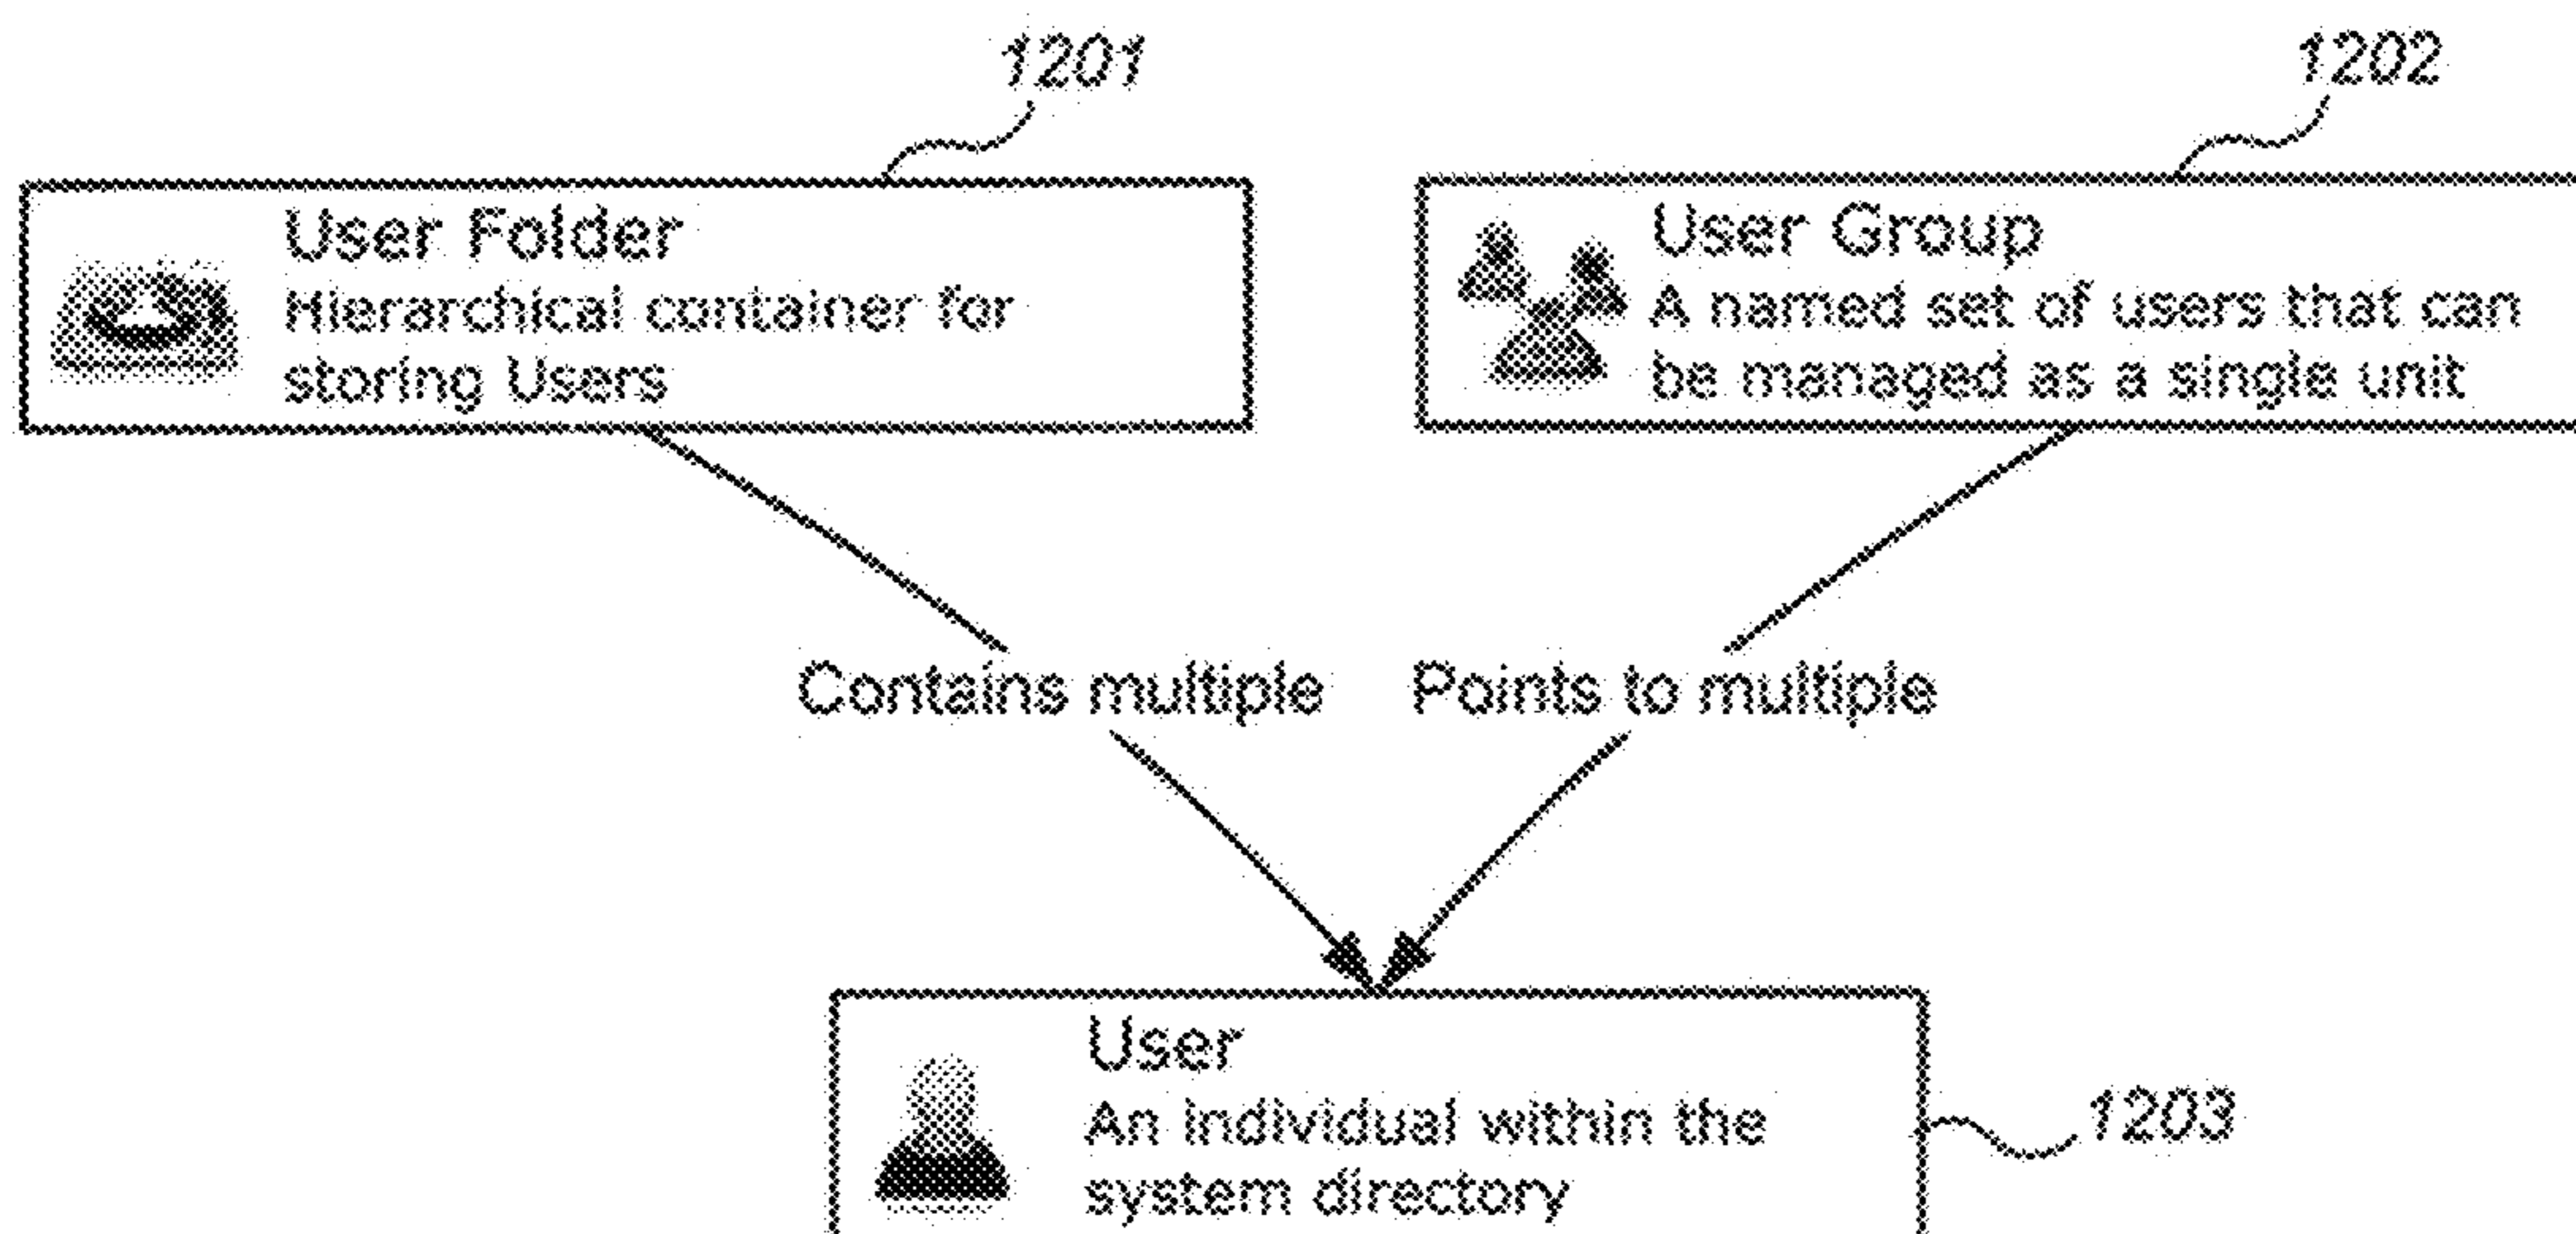 1201
1202
User Folder
Hierarchical container for
storing Users
User Group
A named set of users that can
be managed as a single unit
Contains multiple
Points to multiple
User
An individual within the
system directory
1203